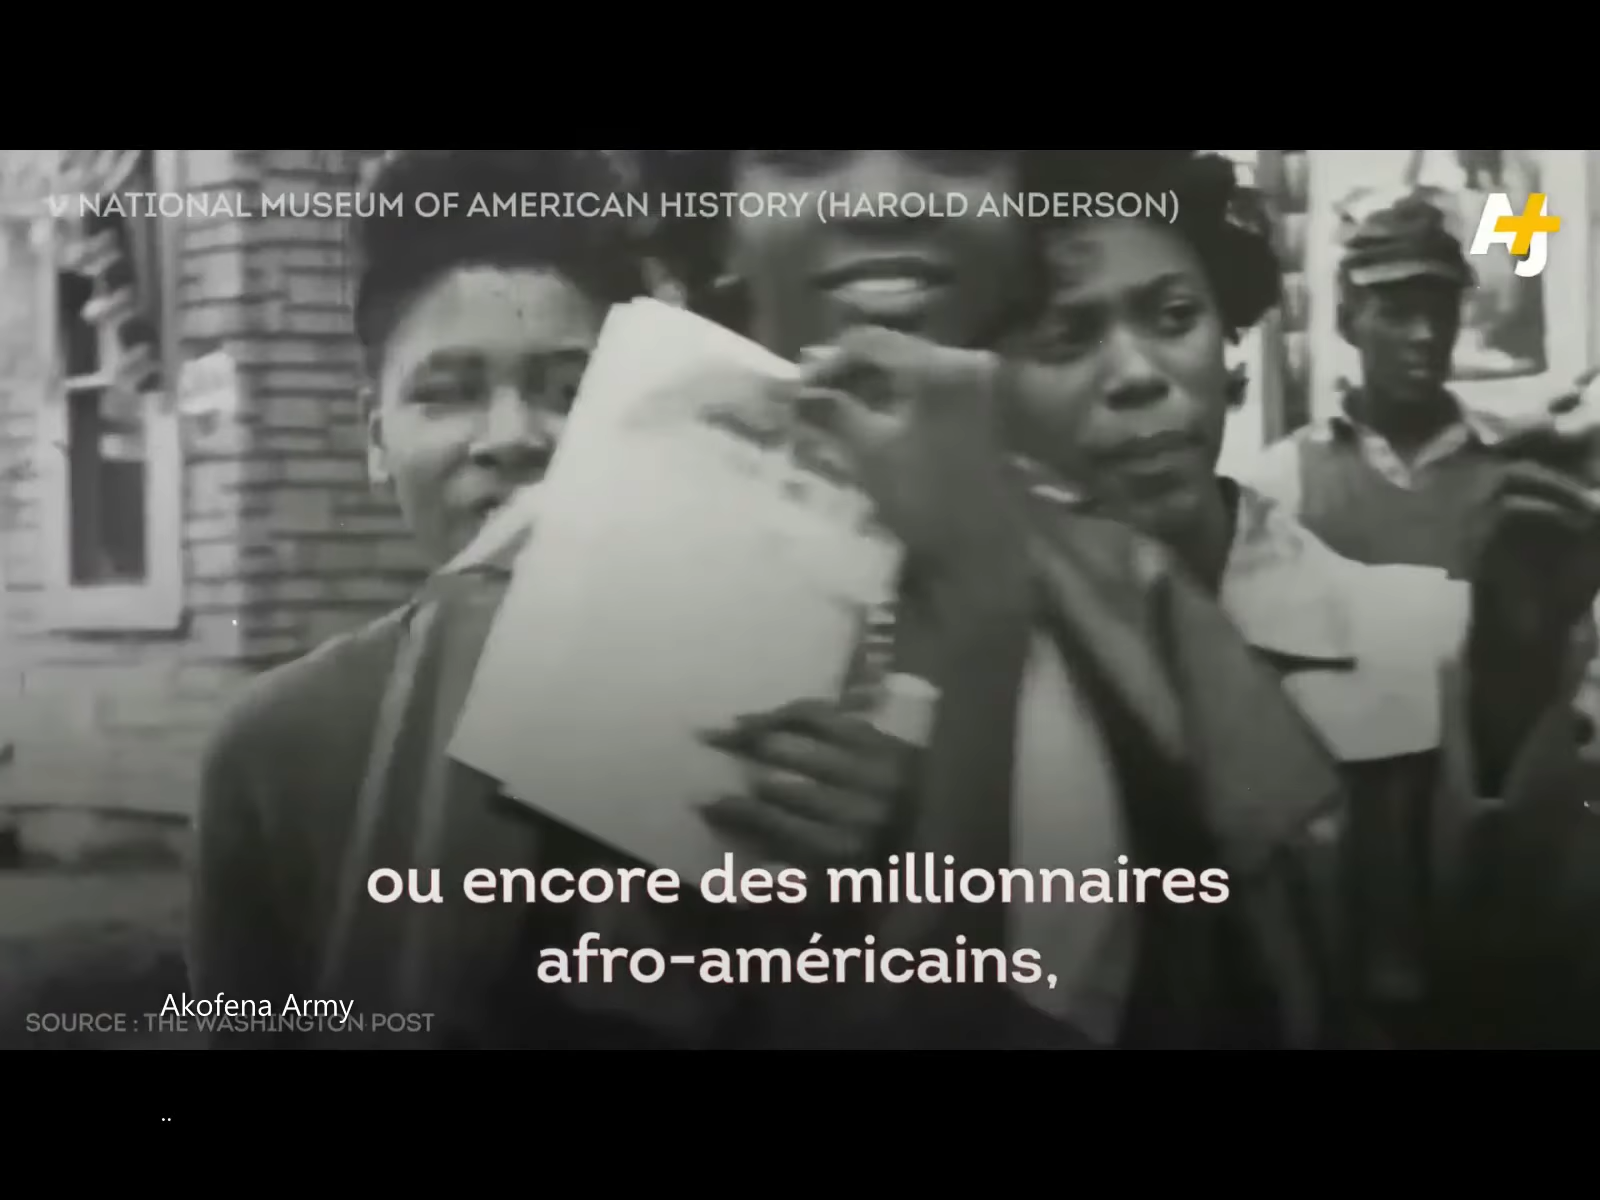 NATIONAL MUSEUM OF AMERICAN HISTORY (HAROLD ANDERSON)
AJ+
ou encore des millionnaires
afro-américains,
Akofena Army
SOURCE : THE WASHINGTON POST
..